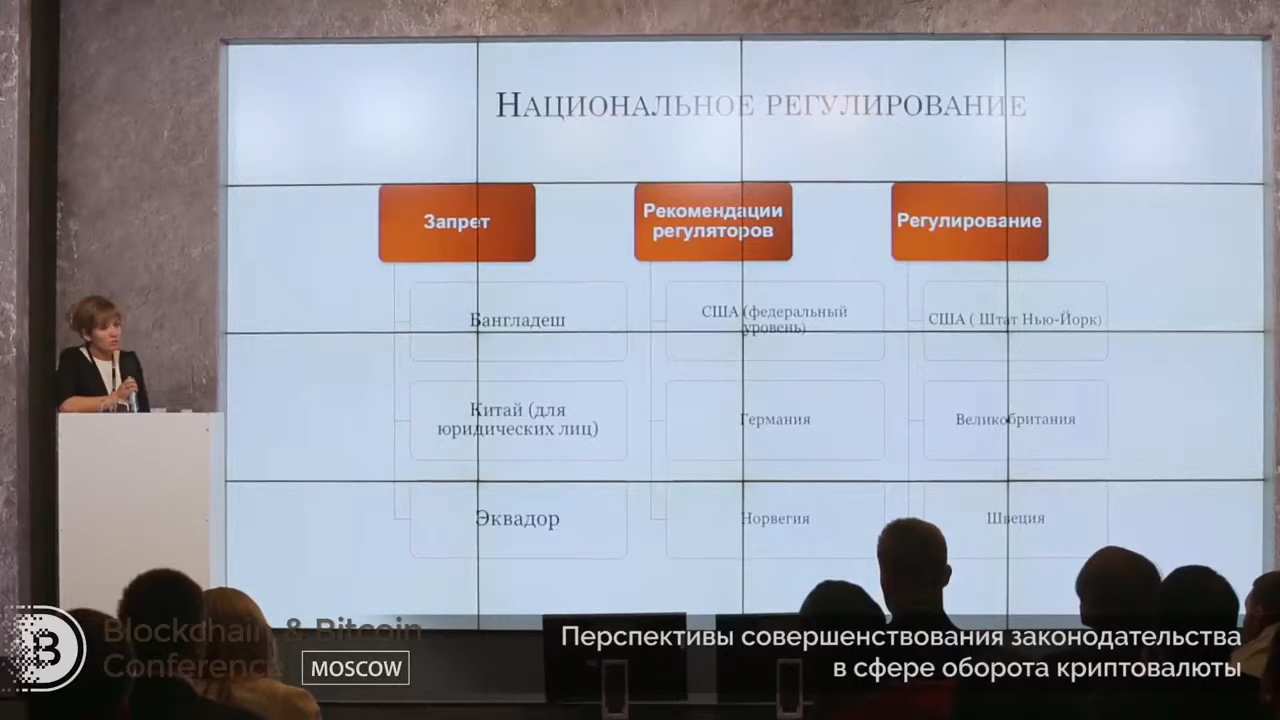 Национальное регулирование
Запрет
Рекомендации
регуляторов
Регулирование
Бангладеш
США (федеральный
уровень)
США ( Штат Нью-Йорк)
Китай (для
юридических лиц)
Германия
Великобритания
Эквадор
Норвегия
Швеция
Blockchain & Bitcoin
Conference MOSCOW
Перспективы совершенствования законодательства
в сфере оборота криптовалюты